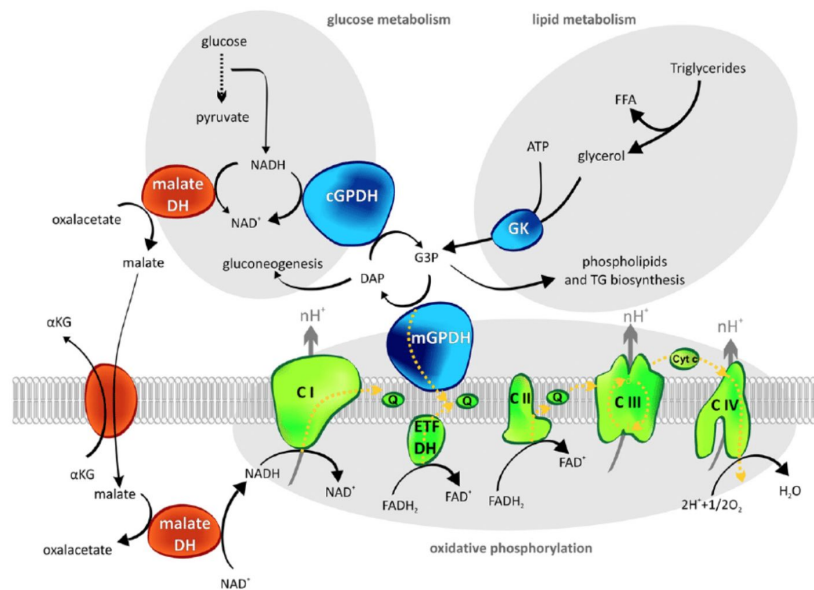 glucose metabolism
lipid metabolism
glucose
pyruvate
NADH
NAD⁺
malate
DH
oxalacetate
malate
cGPDH
gluconeogenesis
DAP
G3P
Triglycerides
FFA
glycerol
ATP
GK
phospholipids
and TG biosynthesis
αKG
αKG
malate
malate
DH
oxalacetate
NAD⁺
NADH
NAD⁺
nH⁺
C I
Q
mGPDH
Q
ETF
DH
FADH₂
FAD⁺
C II
Q
FADH₂
FAD⁺
nH⁺
C III
Cyt c
nH⁺
C IV
2H⁺+1/2O₂
H₂O
oxidative phosphorylation